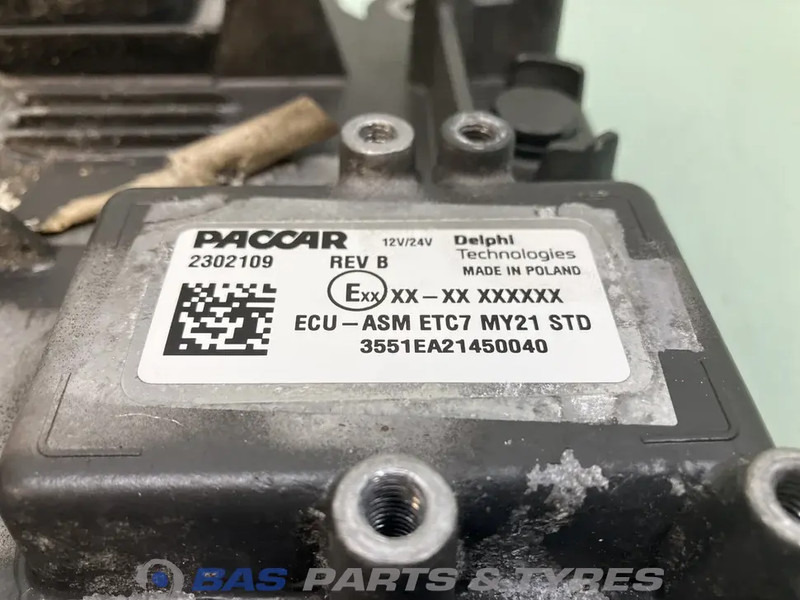 PACCAR 12V/24V Delphi Technologies
2302109 REV B MADE IN POLAND
Exx XX-XX XXXXXX
ECU-ASM ETC7 MY21 STD
3551EA21450040
BAS PARTS & TYRES